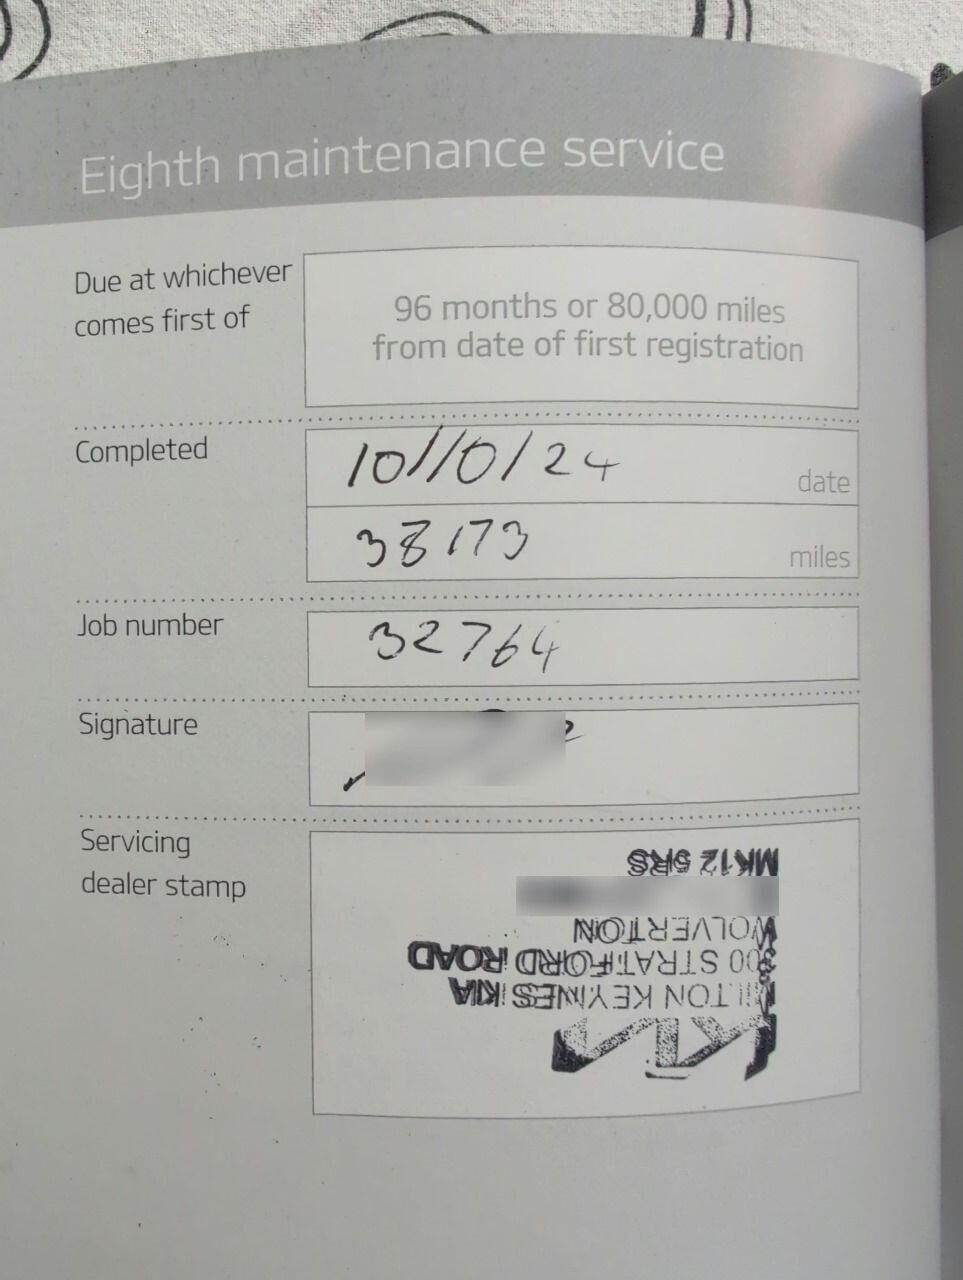 Eighth maintenance service
Due at whichever
comes first of
96 months or 80,000 miles
from date of first registration
Completed
10/10/24
date
38173
miles
Job number
32764
Signature
Servicing
dealer stamp
KIA
MILTON KEYNES KIA
300 STRATFORD ROAD
WOLVERTON
MK12 5RS